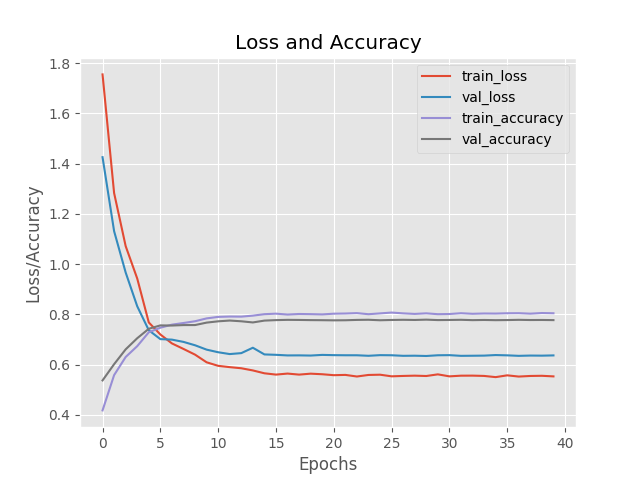 Loss and Accuracy
train_loss
val_loss
train_accuracy
val_accuracy
Loss/Accuracy
1.8
1.6
1.4
1.2
1.0
0.8
0.6
0.4
0 5 10 15 20 25 30 35 40
Epochs